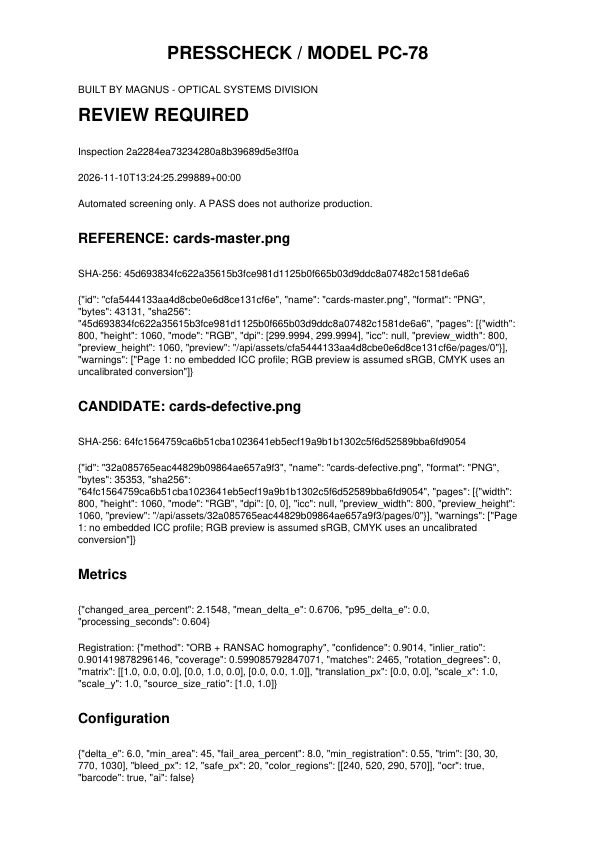 PRESSCHECK / MODEL PC-78
BUILT BY MAGNUS - OPTICAL SYSTEMS DIVISION
REVIEW REQUIRED
Inspection 2a2284ea73234280a8b39689d5e3ff0a
2026-11-10T13:24:25.299889+00:00
Automated screening only. A PASS does not authorize production.
REFERENCE: cards-master.png
SHA-256: 45d693834fc622a35615b3fce981d1125b0f665b03d9ddc8a07482c1581de6a6
{"id": "cfa5444133aa4d8cbe0e6d8ce131cf6e", "name": "cards-master.png", "format": "PNG",
"bytes": 43131, "sha256":
"45d693834fc622a35615b3fce981d1125b0f665b03d9ddc8a07482c1581de6a6", "pages": [{"width":
800, "height": 1060, "mode": "RGB", "dpi": [299.9994, 299.9994], "icc": null, "preview_width": 800,
"preview_height": 1060, "preview": "/api/assets/cfa5444133aa4d8cbe0e6d8ce131cf6e/pages/0"}],
"warnings": ["Page 1: no embedded ICC profile; RGB preview is assumed sRGB, CMYK uses an
uncalibrated conversion"]}
CANDIDATE: cards-defective.png
SHA-256: 64fc1564759ca6b51cba1023641eb5ecf19a9b1b1302c5f6d52589bba6fd9054
{"id": "32a085765eac44829b09864ae657a9f3", "name": "cards-defective.png", "format": "PNG",
"bytes": 35353, "sha256":
"64fc1564759ca6b51cba1023641eb5ecf19a9b1b1302c5f6d52589bba6fd9054", "pages": [{"width":
800, "height": 1060, "mode": "RGB", "dpi": [0, 0], "icc": null, "preview_width": 800, "preview_height":
1060, "preview": "/api/assets/32a085765eac44829b09864ae657a9f3/pages/0"}], "warnings": ["Page
1: no embedded ICC profile; RGB preview is assumed sRGB, CMYK uses an uncalibrated
conversion"]}
Metrics
{"changed_area_percent": 2.1548, "mean_delta_e": 0.6706, "p95_delta_e": 0.0,
"processing_seconds": 0.604}
Registration: {"method": "ORB + RANSAC homography", "confidence": 0.9014, "inlier_ratio":
0.901419878296146, "coverage": 0.599085792847071, "matches": 2465, "rotation_degrees": 0,
"matrix": [[1.0, 0.0, 0.0], [0.0, 1.0, 0.0], [0.0, 0.0, 1.0]], "translation_px": [0.0, 0.0], "scale_x": 1.0,
"scale_y": 1.0, "source_size_ratio": [1.0, 1.0]}
Configuration
{"delta_e": 6.0, "min_area": 45, "fail_area_percent": 8.0, "min_registration": 0.55, "trim": [30, 30,
770, 1030], "bleed_px": 12, "safe_px": 20, "color_regions": [[240, 520, 290, 570]], "ocr": true,
"barcode": true, "ai": false}